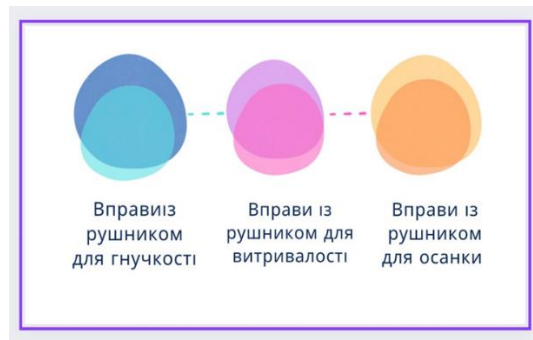 Вправиіз
рушником
для гнучкості
Вправи із
рушником для
витривалості
Вправи із
рушником
для осанки